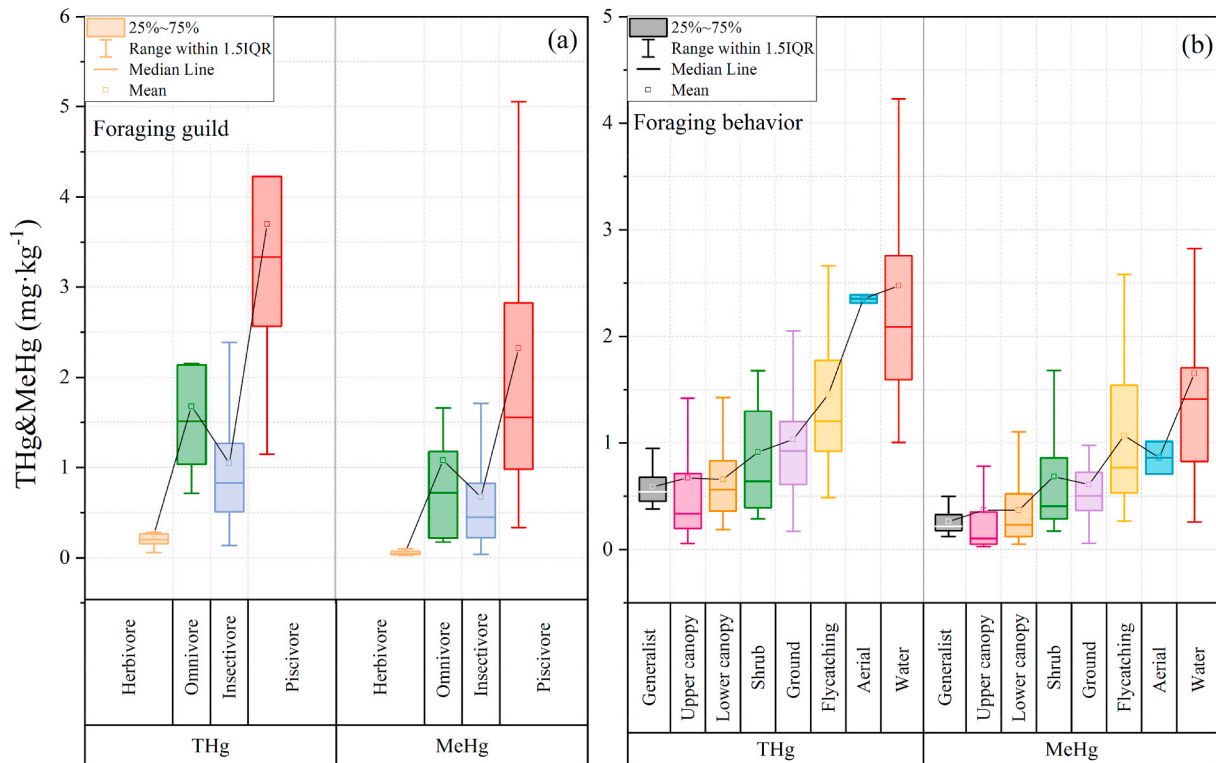 6
5
4
3
2
1
0
THg&MeHg (mg·kg⁻¹)
25%~75%
Range within 1.5IQR
Median Line
Mean
Foraging guild
(a)
Herbivore
Omnivore
Insectivore
Piscivore
Herbivore
Omnivore
Insectivore
Piscivore
THg
MeHg
5
4
3
2
1
0
25%~75%
Range within 1.5IQR
Median Line
Mean
Foraging behavior
(b)
Generalist
Upper canopy
Lower canopy
Shrub
Ground
Flycatching
Aerial
Water
Generalist
Upper canopy
Lower canopy
Shrub
Ground
Flycatching
Aerial
Water
THg
MeHg